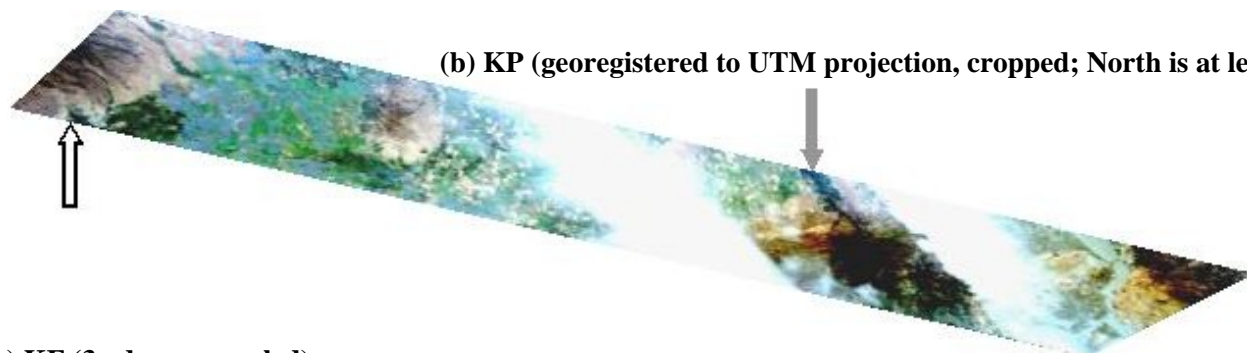 (b) KP (georegistered to UTM projection, cropped; North is at le
) KF (3